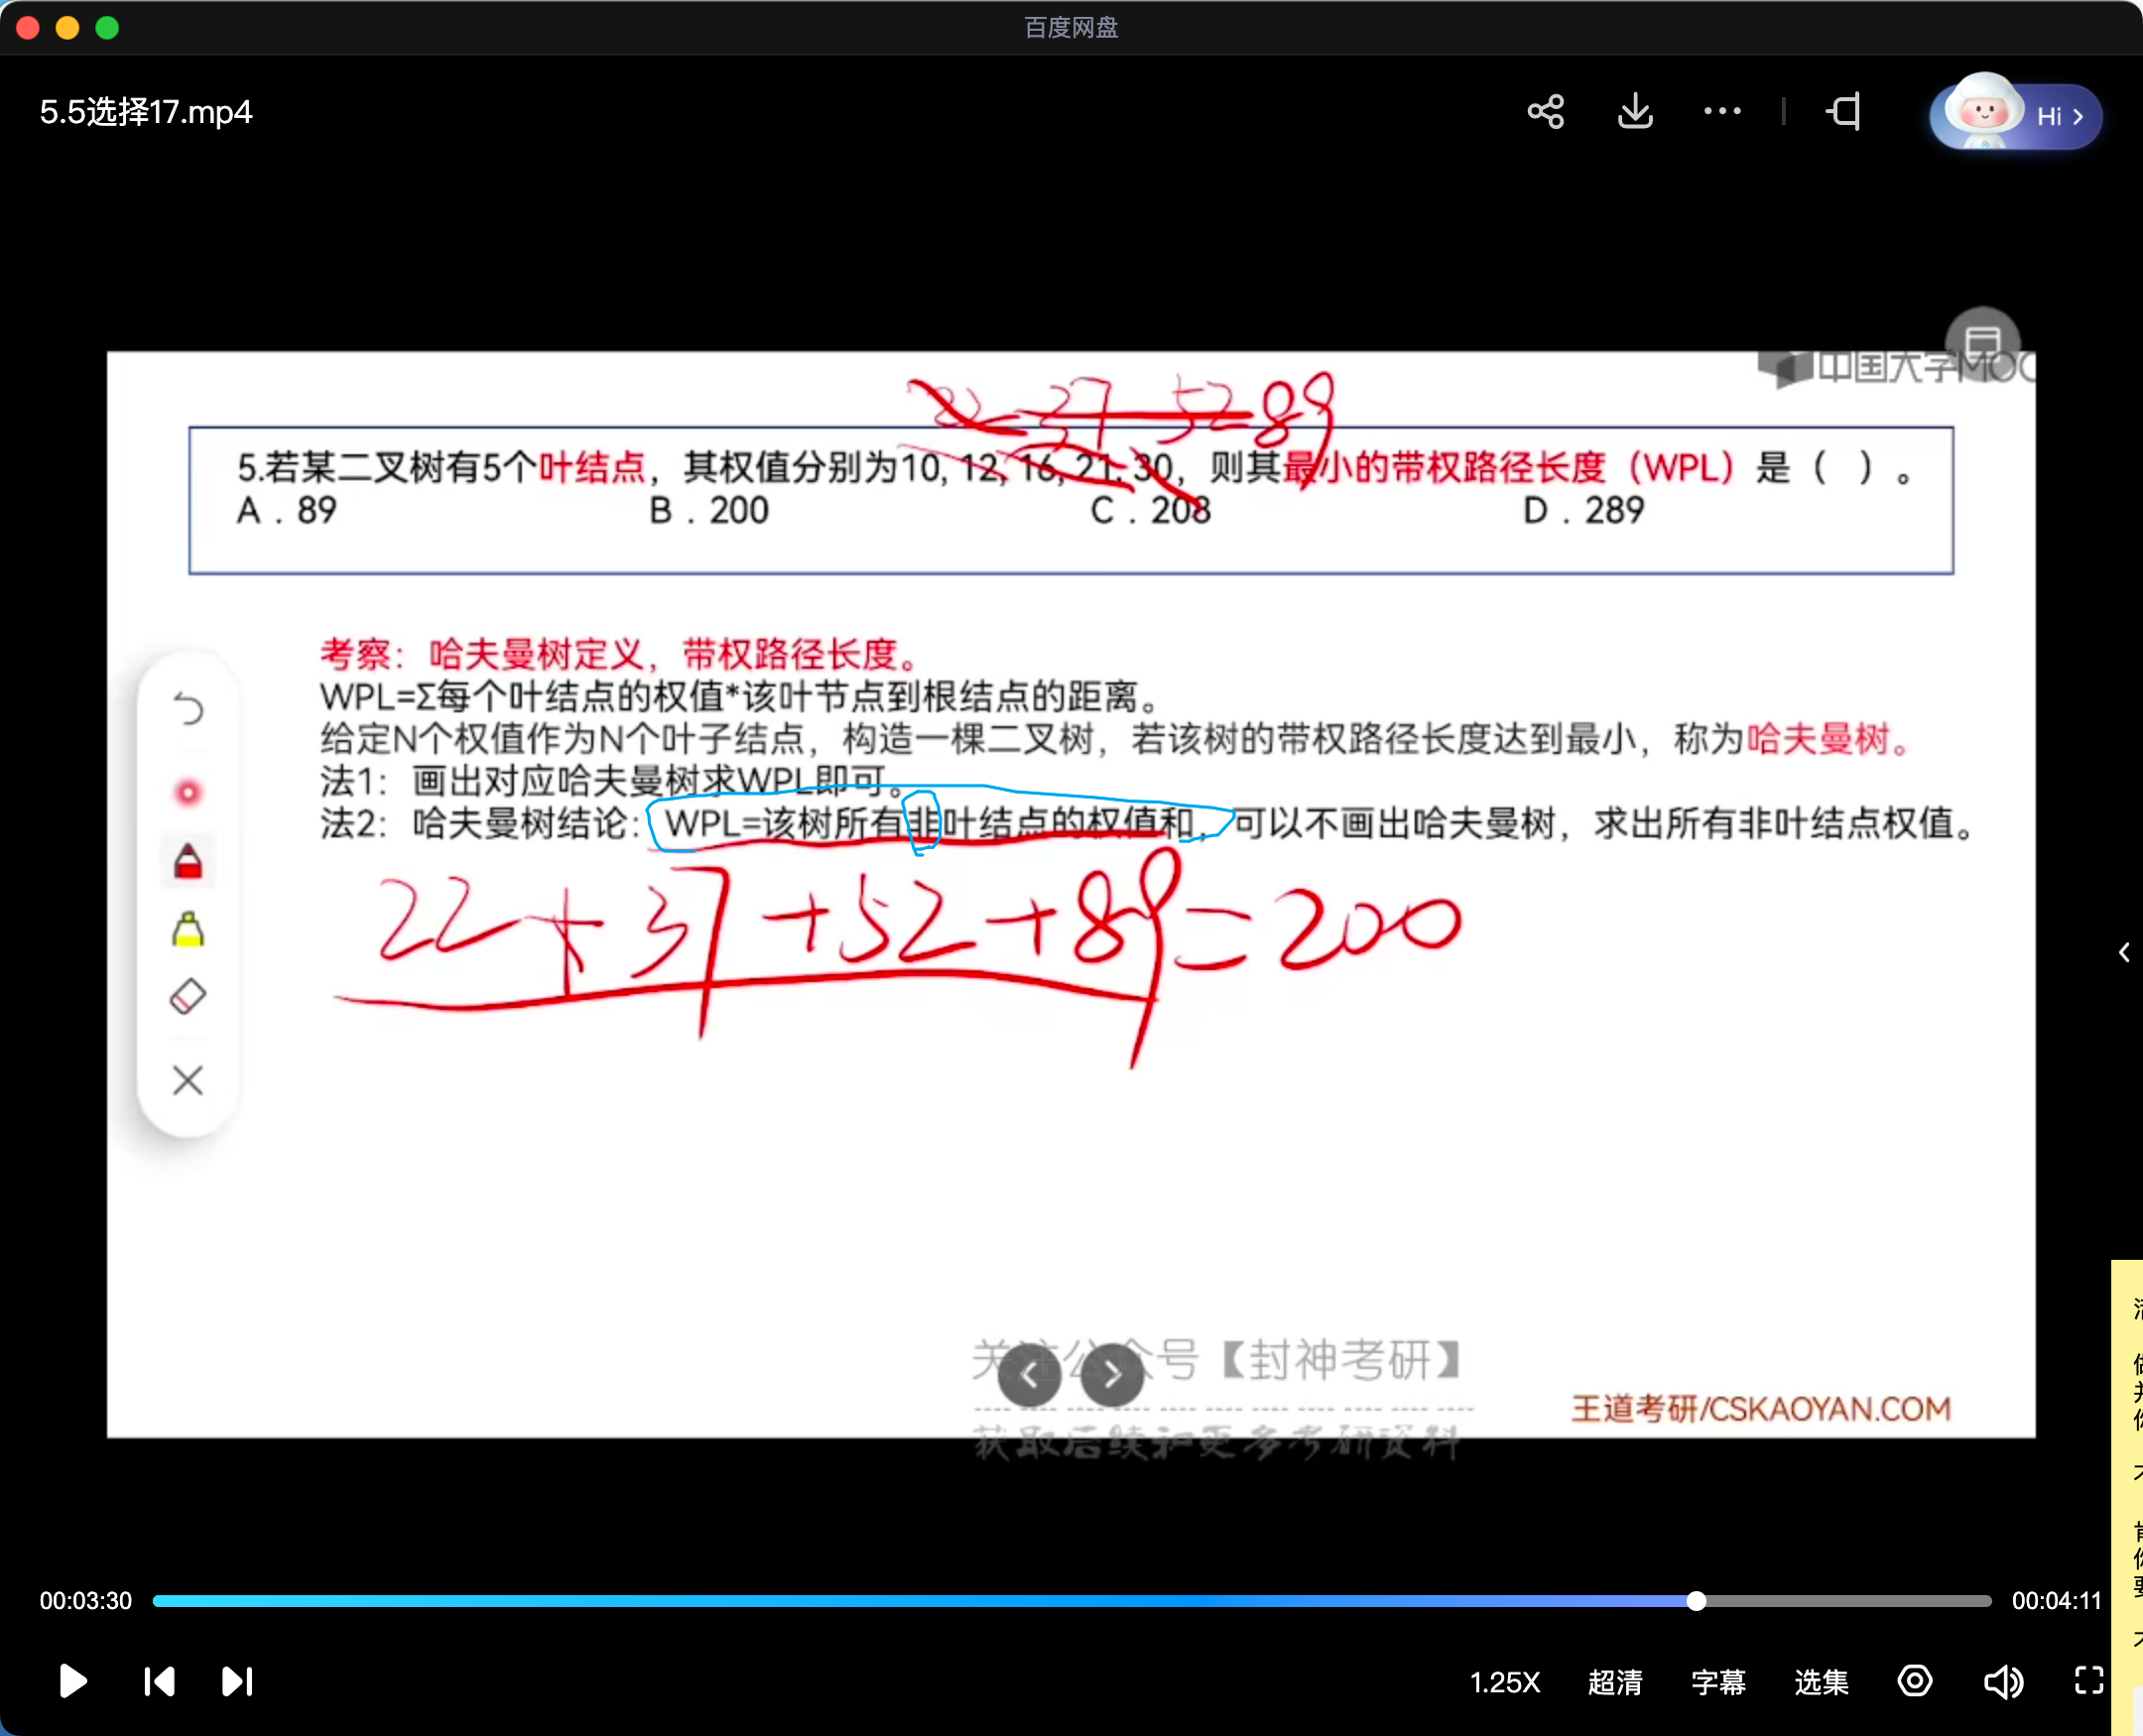 百度网盘
5.5选择17.mp4
Hi
中国大学MOO
22 37 52 89
5.若某二叉树有5个叶结点，其权值分别为10, 12, 16, 21, 30，则其最小的带权路径长度（WPL）是（ ）。
A．89 B．200 C．208 D．289
考察：哈夫曼树定义，带权路径长度。
WPL=Σ每个叶结点的权值*该叶节点到根结点的距离。
给定N个权值作为N个叶子结点，构造一棵二叉树，若该树的带权路径长度达到最小，称为哈夫曼树。
法1：画出对应哈夫曼树求WPL即可。
法2：哈夫曼树结论：WPL=该树所有非叶结点的权值和，可以不画出哈夫曼树，求出所有非叶结点权值。
22+37+52+89=200
关注公众号【封神考研】
获取后续和更多考研资料
王道考研/CSKAOYAN.COM
00:03:30
00:04:11
1.25X 超清 字幕 选集